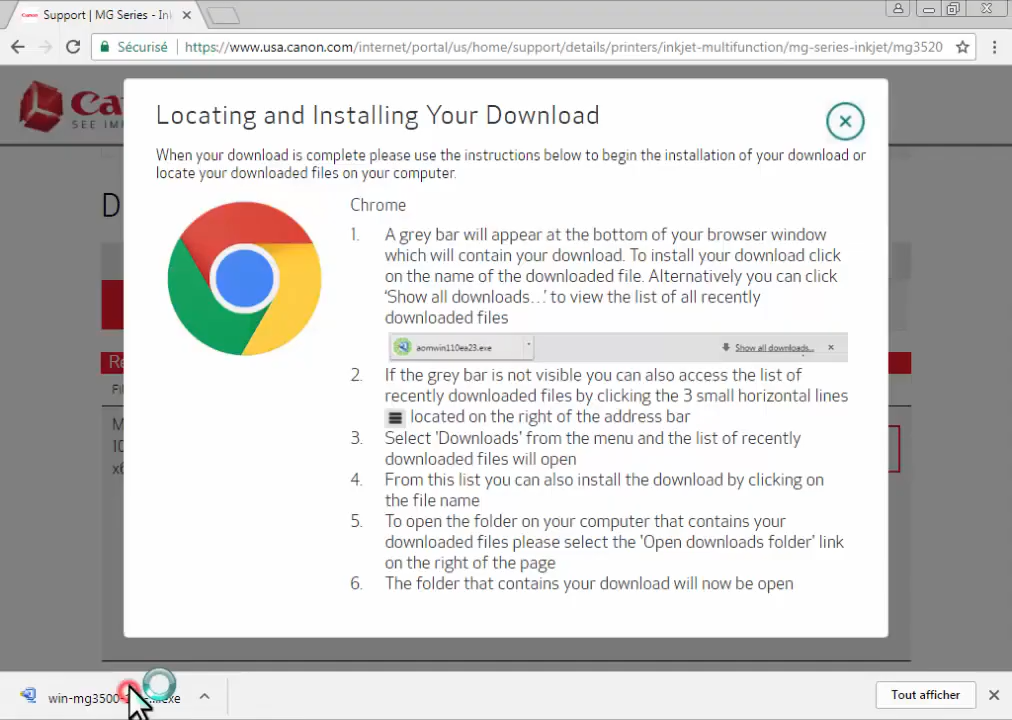 Support | MG Series - Ink
Sécurisé
https://www.usa.canon.com/internet/portal/us/home/support/details/printers/inkjet-multifunction/mg-series-inkjet/mg3520
Ca
SEE IM
Locating and Installing Your Download
When your download is complete please use the instructions below to begin the installation of your download or
locate your downloaded files on your computer.
D
Re
Fi
M
10
x6
Chrome
1. A grey bar will appear at the bottom of your browser window
which will contain your download. To install your download click
on the name of the downloaded file. Alternatively you can click
‘Show all downloads…’ to view the list of all recently
downloaded files
aomwin110ea23.exe
Show all downloads...
2. If the grey bar is not visible you can also access the list of
recently downloaded files by clicking the 3 small horizontal lines
located on the right of the address bar
3. Select 'Downloads' from the menu and the list of recently
downloaded files will open
4. From this list you can also install the download by clicking on
the file name
5. To open the folder on your computer that contains your
downloaded files please select the 'Open downloads folder' link
on the right of the page
6. The folder that contains your download will now be open
win-mg3500-
.exe
Tout afficher